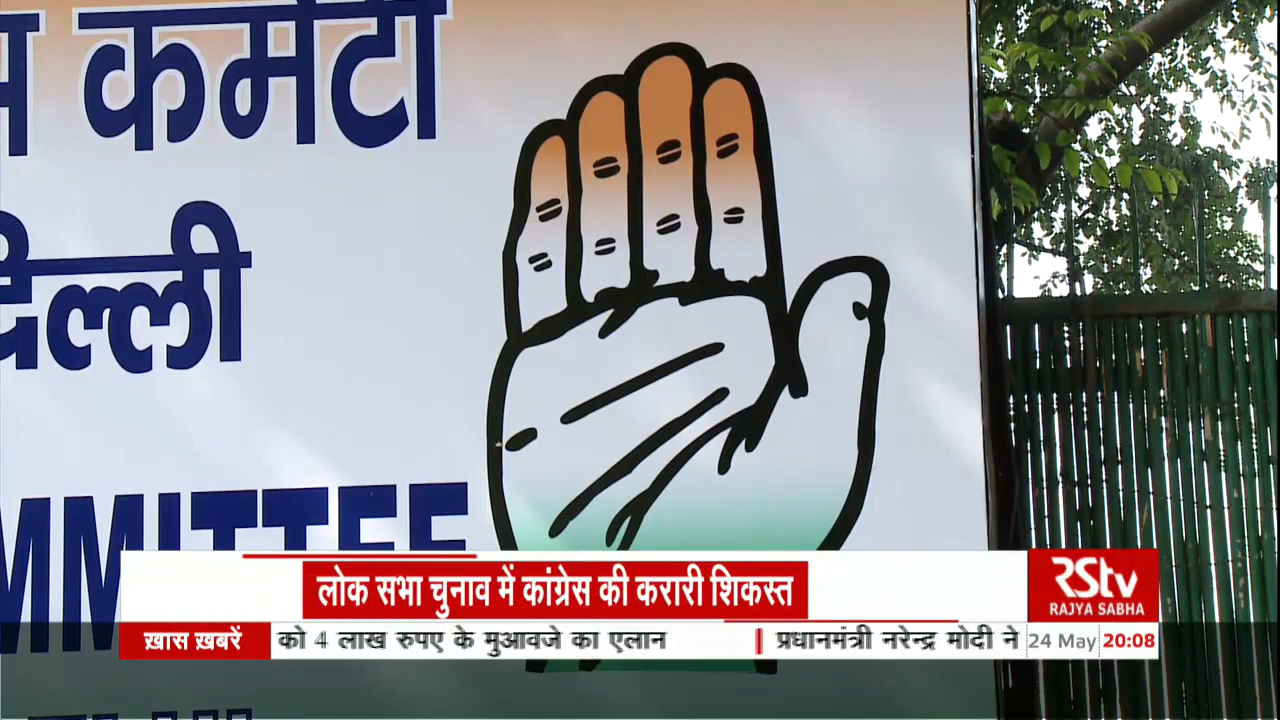 कमेटी
दिल्ली
COMMITTEE
लोक सभा चुनाव में कांग्रेस की करारी शिकस्त
RStv
RAJYA SABHA
ख़ास ख़बरें
को 4 लाख रुपए के मुआवजे का एलान
प्रधानमंत्री नरेन्द्र मोदी ने
24 May 20:08